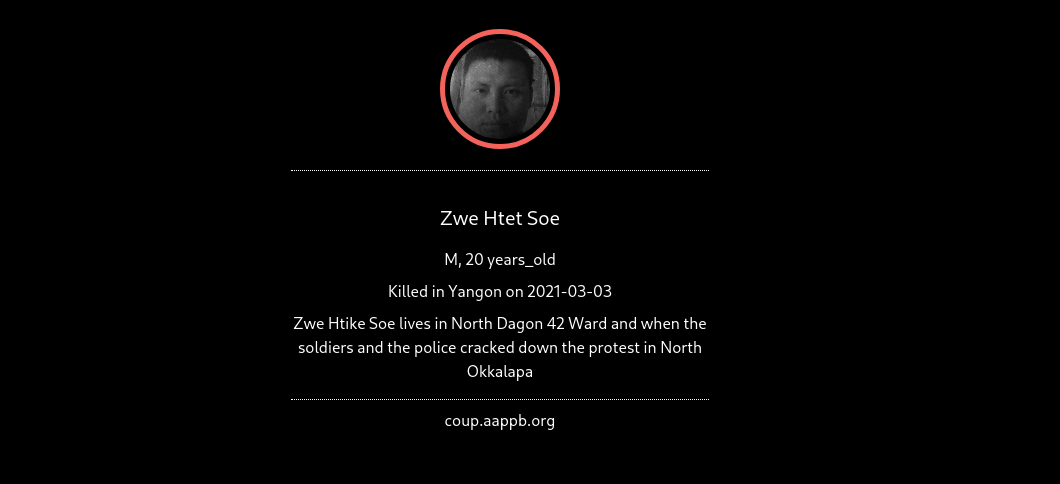 Zwe Htet Soe
M, 20 years_old
Killed in Yangon on 2021-03-03
Zwe Htike Soe lives in North Dagon 42 Ward and when the
soldiers and the police cracked down the protest in North
Okkalapa
coup.aappb.org